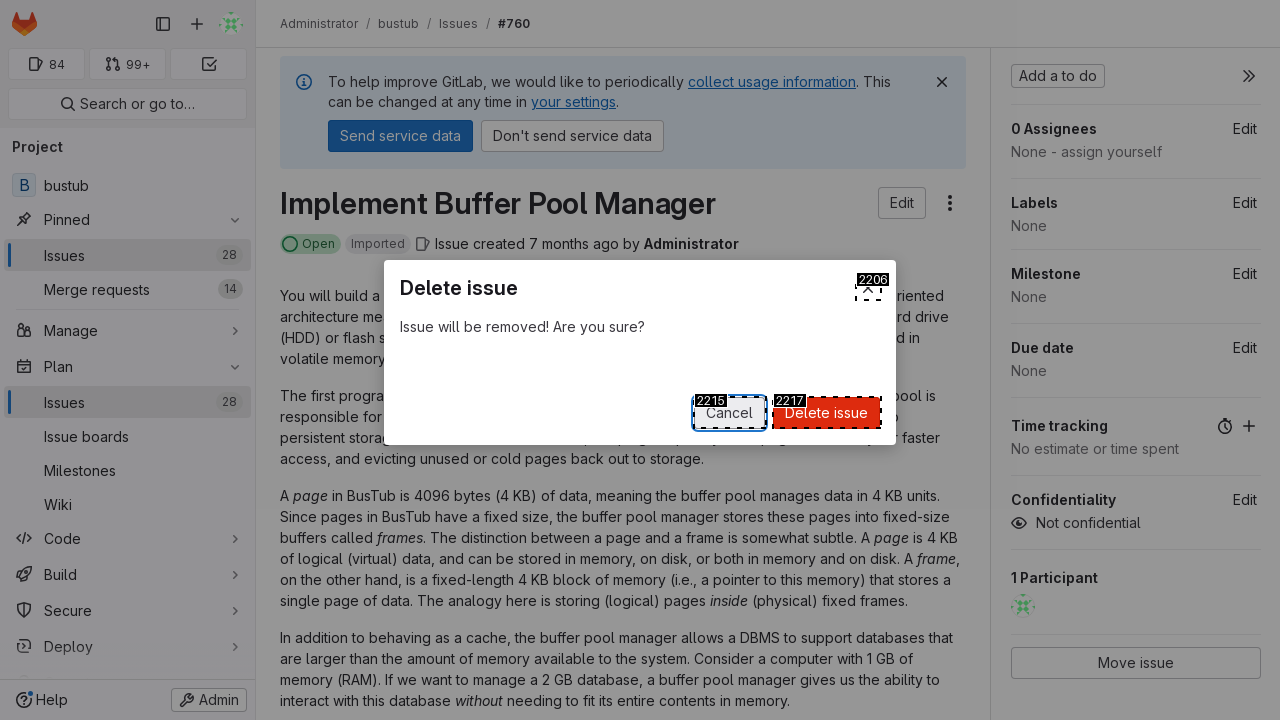 Administrator / bustub / Issues / #760
84
99+
Search or go to…
Project
B bustub
Pinned
Issues 28
Merge requests 14
Manage
Plan
Issues 28
Issue boards
Milestones
Wiki
Code
Build
Secure
Deploy
Help
Admin
To help improve GitLab, we would like to periodically collect usage information. This
can be changed at any time in your settings.
Send service data
Don't send service data
Implement Buffer Pool Manager
Edit
Open
Imported
Issue created 7 months ago by Administrator
You will build a
oriented
architecture
rd drive
(HDD) or flash
d in
volatile memory
The first
pool is
responsible for
persistent
faster
access, and evicting unused or cold pages back out to storage.
A page in BusTub is 4096 bytes (4 KB) of data, meaning the buffer pool manages data in 4 KB units.
Since pages in BusTub have a fixed size, the buffer pool manager stores these pages into fixed-size
buffers called frames. The distinction between a page and a frame is somewhat subtle. A page is 4 KB
of logical (virtual) data, and can be stored in memory, on disk, or both in memory and on disk. A frame,
on the other hand, is a fixed-length 4 KB block of memory (i.e., a pointer to this memory) that stores a
single page of data. The analogy here is storing (logical) pages inside (physical) fixed frames.
In addition to behaving as a cache, the buffer pool manager allows a DBMS to support databases that
are larger than the amount of memory available to the system. Consider a computer with 1 GB of
memory (RAM). If we want to manage a 2 GB database, a buffer pool manager gives us the ability to
interact with this database without needing to fit its entire contents in memory.
Delete issue
2206
Issue will be removed! Are you sure?
2215
Cancel
2217
Delete issue
Add a to do
0 Assignees Edit
None - assign yourself
Labels Edit
None
Milestone Edit
None
Due date Edit
None
Time tracking
No estimate or time spent
Confidentiality Edit
Not confidential
1 Participant
Move issue